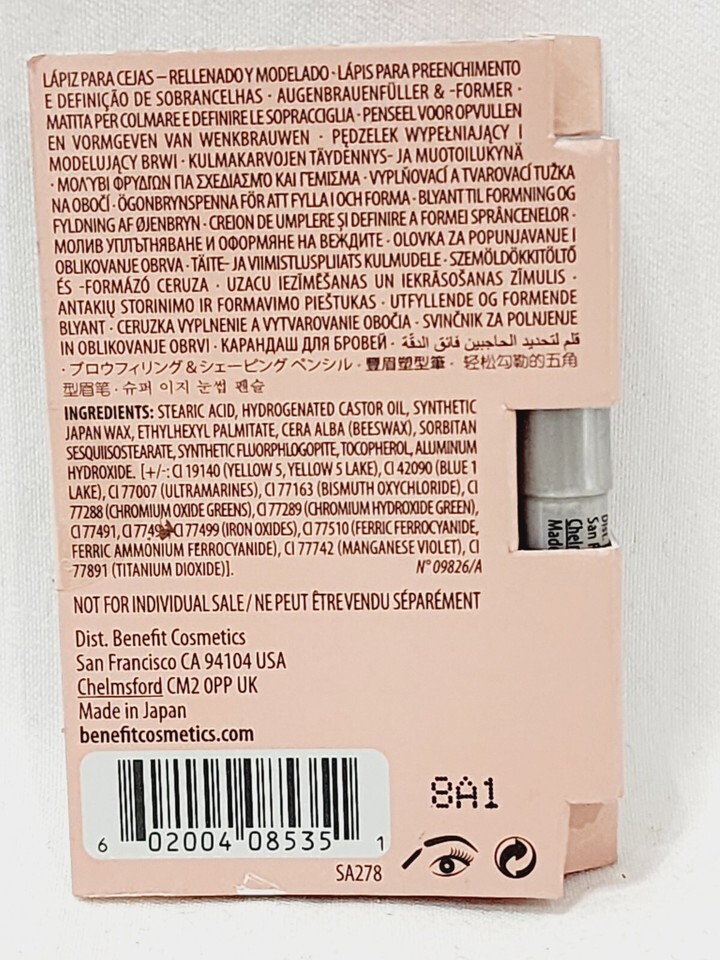 LÁPIZ PARA CEJAS – RELLENADO Y MODELADO · LÁPIS PARA PREENCHIMENTO
E DEFINIÇÃO DE SOBRANCELHAS · AUGENBRAUENFÜLLER & -FORMER ·
MATITA PER COLMARE E DEFINIRE LE SOPRACCIGLIA · PENSEEL VOOR OPVULLEN
EN VORMGEVEN VAN WENKBRAUWEN · PĘDZELEK WYPEŁNIAJĄCY I
MODELUJĄCY BRWI · KULMAKARVOJEN TÄYDENNYS- JA MUOTOILUKYNÄ
· ΜΟΛΥΒΙ ΦΡΥΔΙΩΝ ΓΙΑ ΣΧΕΔΙΑΣΜΟ ΚΑΙ ΓΕΜΙΣΜΑ · VYPLŇOVACÍ A TVAROVACÍ TUŽKA
NA OBOČÍ · ÖGONBRYNSPENNA FÖR ATT FYLLA I OCH FORMA · BLYANT TIL FORMNING OG
FYLDNING AF ØJENBRYN · CREION DE UMPLERE ȘI DEFINIRE A FORMEI SPRÂNCENELOR ·
МОЛИВ УПЛЪТНЯВАНЕ И ОФОРМЯНЕ НА ВЕЖДИТЕ · OLOVKA ZA POPUNJAVANJE I
OBLIKOVANJE OBRVA · TÄITE- JA VIIMISTLUSPLIIATS KULMUDELE · SZEMÖLDÖKKITÖLTŐ
ÉS -FORMÁZÓ CERUZA · UZACU IEZĪMĒŠANAS UN IEKRĀSOŠANAS ZĪMULIS ·
ANTAKIŲ STORINIMO IR FORMAVIMO PIEŠTUKAS · UTFYLLENDE OG FORMENDE
BLYANT · CERUZKA VYPLNENIE A VYTVAROVANIE OBOČIA · SVINČNIK ZA POLNJENJE
IN OBLIKOVANJE OBRVI · КАРАНДАШ ДЛЯ БРОВЕЙ · قلم لتحديد الحاجبين فائق الدقّة
· ブロウフィリング&シェービング ペンシル · 豐眉塑型筆 · 轻松勾勒的五角
型眉笔 · 슈퍼 이지 눈썹 펜슬
INGREDIENTS: STEARIC ACID, HYDROGENATED CASTOR OIL, SYNTHETIC
JAPAN WAX, ETHYLHEXYL PALMITATE, CERA ALBA (BEESWAX), SORBITAN
SESQUIISOSTEARATE, SYNTHETIC FLUORPHLOGOPITE, TOCOPHEROL, ALUMINUM
HYDROXIDE. [+/-: CI 19140 (YELLOW 5, YELLOW 5 LAKE), CI 42090 (BLUE 1
LAKE), CI 77007 (ULTRAMARINES), CI 77163 (BISMUTH OXYCHLORIDE), CI
77288 (CHROMIUM OXIDE GREENS), CI 77289 (CHROMIUM HYDROXIDE GREEN),
CI 77491, CI 77499 (IRON OXIDES), CI 77510 (FERRIC FERROCYANIDE,
FERRIC AMMONIUM FERROCYANIDE), CI 77742 (MANGANESE VIOLET), CI
77891 (TITANIUM DIOXIDE)]. N° 09826/A
NOT FOR INDIVIDUAL SALE / NE PEUT ÊTRE VENDU SÉPARÉMENT
Dist. Benefit Cosmetics
San Francisco CA 94104 USA
Chelmsford CM2 0PP UK
Made in Japan
benefitcosmetics.com
8A1
6 02004 08535 1
SA278
Dist.
San
Chelm
Made